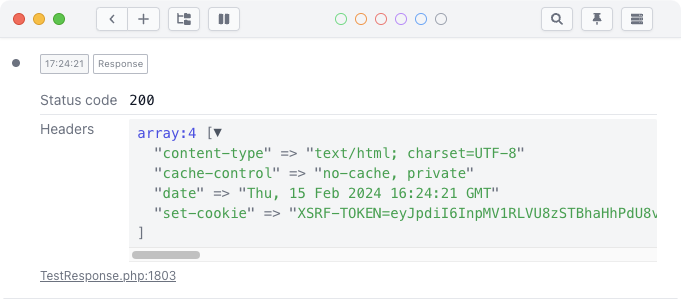 17:24:21 Response
Status code 200
Headers
array:4 [▼
"content-type" => "text/html; charset=UTF-8"
"cache-control" => "no-cache, private"
"date" => "Thu, 15 Feb 2024 16:24:21 GMT"
"set-cookie" => "XSRF-TOKEN=eyJpdiI6InpMV1RLVU8zSTBhaHhPdU8v
]
TestResponse.php:1803